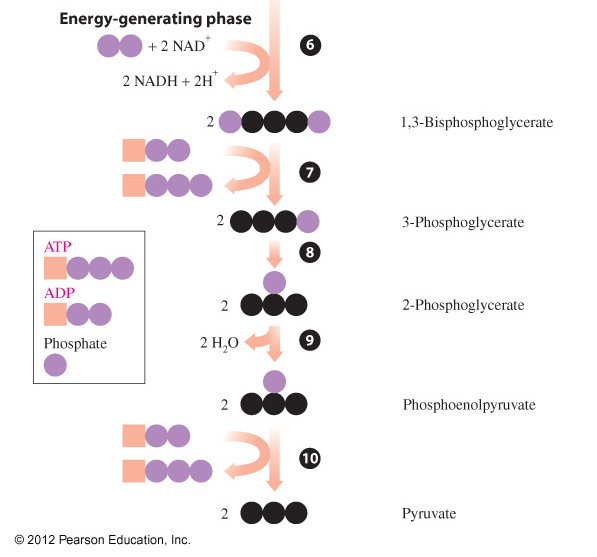 Energy-generating phase
+ 2 NAD+
6
2 NADH + 2H+
2
1,3-Bisphosphoglycerate
7
2
3-Phosphoglycerate
8
ATP
ADP
Phosphate
2
2-Phosphoglycerate
2 H₂O
9
2
Phosphoenolpyruvate
10
2
Pyruvate
© 2012 Pearson Education, Inc.